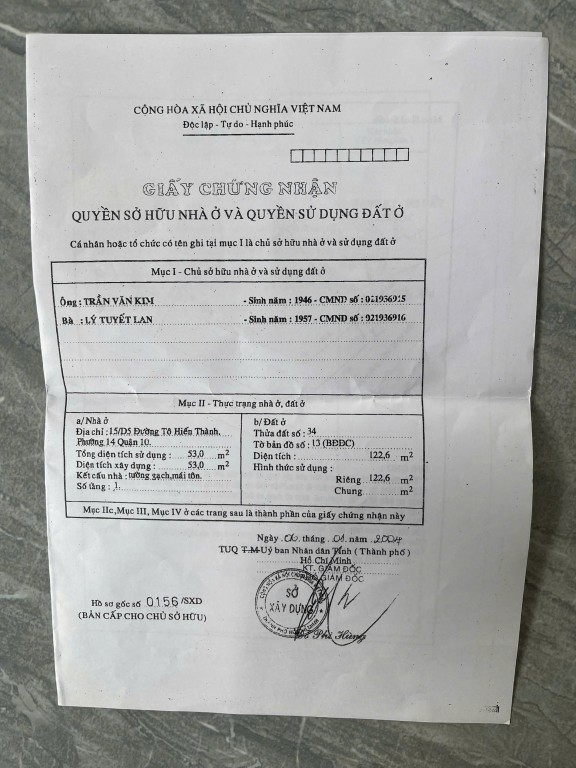 CỘNG HÒA XÃ HỘI CHỦ NGHĨA VIỆT NAM
Độc lập - Tự do - Hạnh phúc
GIẤY CHỨNG NHẬN
QUYỀN SỞ HỮU NHÀ Ở VÀ QUYỀN SỬ DỤNG ĐẤT Ở
Cá nhân hoặc tổ chức có tên ghi tại mục I là chủ sở hữu nhà ở và sử dụng đất ở
Mục I - Chủ sở hữu nhà ở và sử dụng đất ở
Ông : TRẦN VĂN KIM - Sinh năm : 1946 - CMND số : 021936915
Bà : LÝ TUYẾT LAN - Sinh năm : 1957 - CMND số : 921936916
Mục II - Thực trạng nhà ở, đất ở
a/ Nhà ở
Địa chỉ : 15/D5 Đường Tô Hiến Thành,
Phường 14 Quận 10.
Tổng diện tích sử dụng : 53,0 m2
Diện tích xây dựng : 53,0 m2
Kết cấu nhà : tường gạch,mái tôn.
Số tầng : 1.
b/ Đất ở
Thửa đất số : 34
Tờ bản đồ số : 13 (BĐĐC)
Diện tích : 122,6 m2
Hình thức sử dụng :
Riêng 122,6 m2
Chung m2
Mục IIc,Mục III, Mục IV ở các trang sau là thành phần của giấy chứng nhận này
Ngày 06 tháng 01 năm 2004
TUQ T.M Uỷ ban Nhân dân Tỉnh ( Thành phố )
Hồ Chí Minh
KT. GIÁM ĐỐC
GIÁM ĐỐC
SỞ
XÂY DỰNG
Phi Hùng
Hồ sơ gốc số 0156/SXD
(BẢN CẤP CHO CHỦ SỞ HỮU)